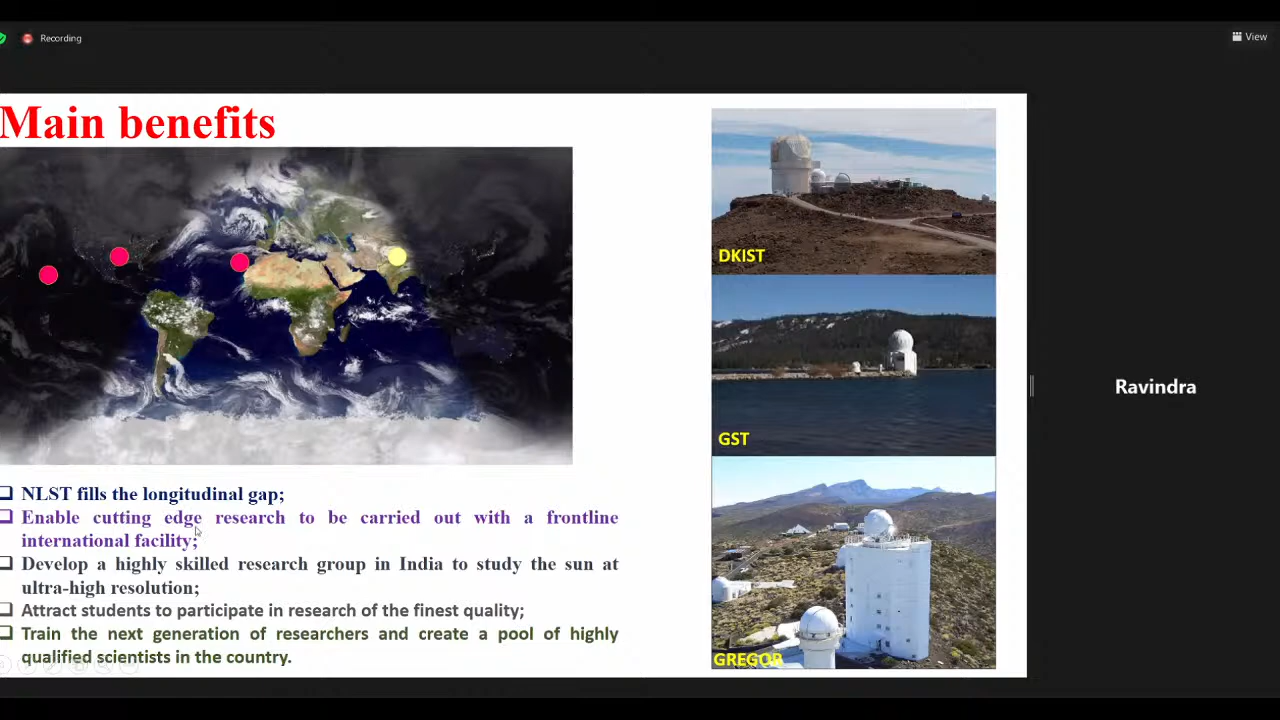 Recording
View
Main benefits
DKIST
GST
GREGOR
NLST fills the longitudinal gap;
Enable cutting edge research to be carried out with a frontline
international facility;
Develop a highly skilled research group in India to study the sun at
ultra-high resolution;
Attract students to participate in research of the finest quality;
Train the next generation of researchers and create a pool of highly
qualified scientists in the country.
Ravindra